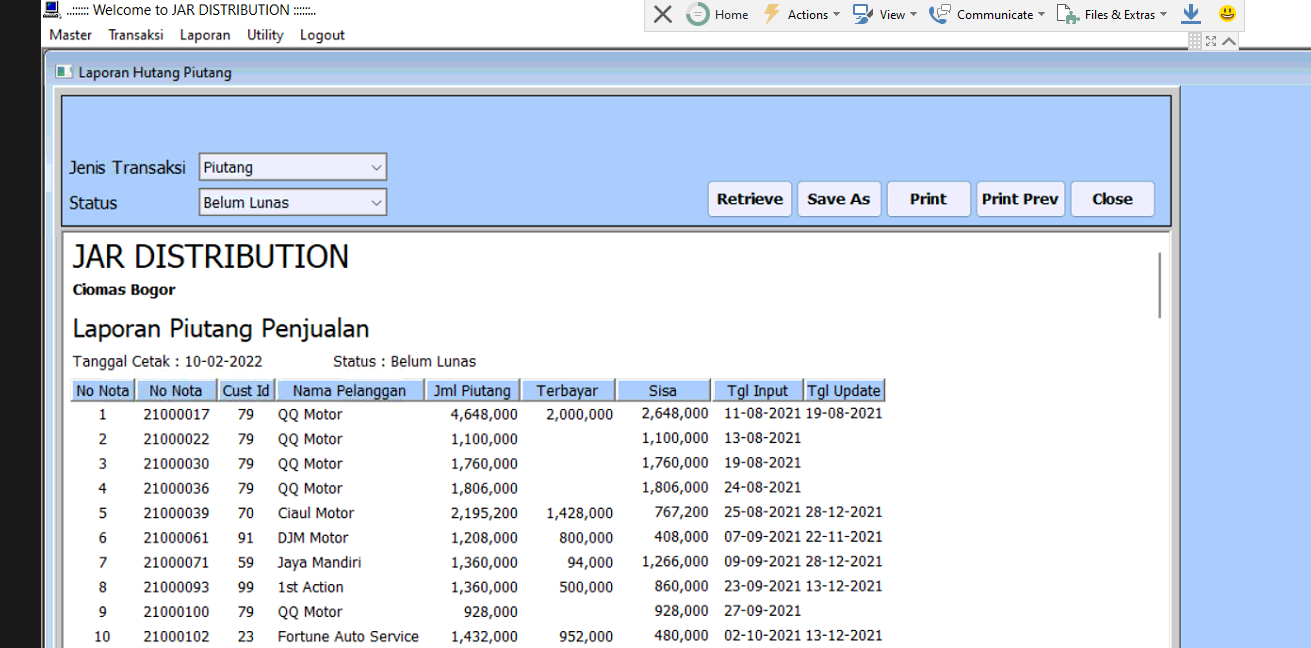 ..::::: Welcome to JAR DISTRIBUTION ::::::..
Home Actions View Communicate Files & Extras
Master Transaksi Laporan Utility Logout
Laporan Hutang Piutang
Jenis Transaksi Piutang
Status Belum Lunas
Retrieve Save As Print Print Prev Close
JAR DISTRIBUTION
Ciomas Bogor
Laporan Piutang Penjualan
Tanggal Cetak : 10-02-2022 Status : Belum Lunas
No Nota No Nota Cust Id Nama Pelanggan Jml Piutang Terbayar Sisa Tgl Input Tgl Update
1 21000017 79 QQ Motor 4,648,000 2,000,000 2,648,000 11-08-2021 19-08-2021
2 21000022 79 QQ Motor 1,100,000 1,100,000 13-08-2021
3 21000030 79 QQ Motor 1,760,000 1,760,000 19-08-2021
4 21000036 79 QQ Motor 1,806,000 1,806,000 24-08-2021
5 21000039 70 Ciaul Motor 2,195,200 1,428,000 767,200 25-08-2021 28-12-2021
6 21000061 91 DJM Motor 1,208,000 800,000 408,000 07-09-2021 22-11-2021
7 21000071 59 Jaya Mandiri 1,360,000 94,000 1,266,000 09-09-2021 28-12-2021
8 21000093 99 1st Action 1,360,000 500,000 860,000 23-09-2021 13-12-2021
9 21000100 79 QQ Motor 928,000 928,000 27-09-2021
10 21000102 23 Fortune Auto Service 1,432,000 952,000 480,000 02-10-2021 13-12-2021